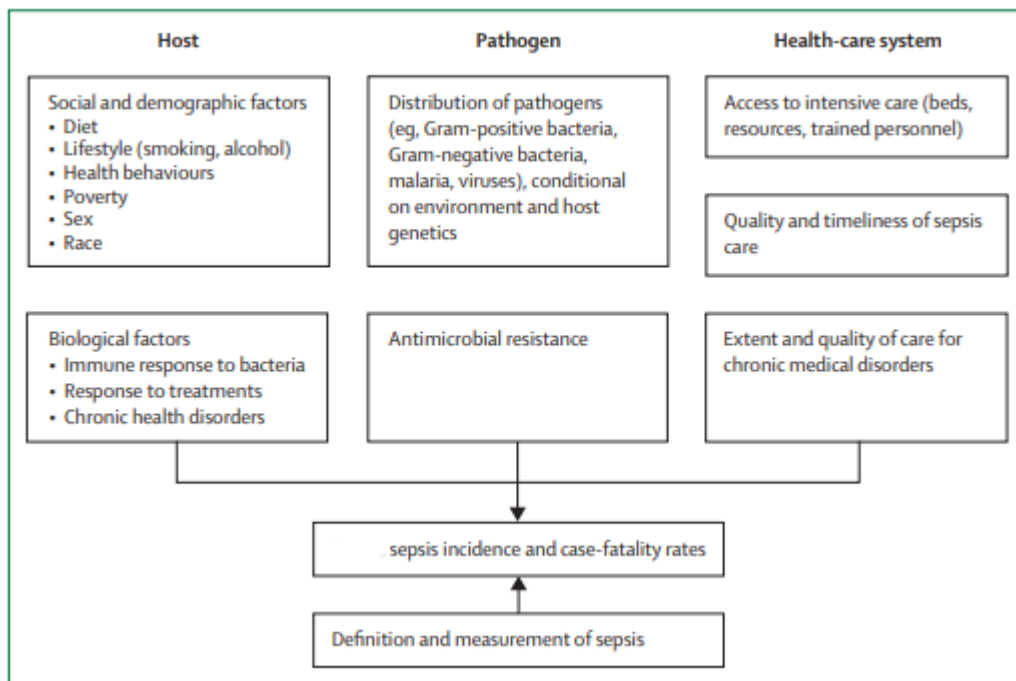 Host
Pathogen
Health-care system
Social and demographic factors
• Diet
• Lifestyle (smoking, alcohol)
• Health behaviours
• Poverty
• Sex
• Race
Distribution of pathogens
(eg, Gram-positive bacteria,
Gram-negative bacteria,
malaria, viruses), conditional
on environment and host
genetics
Access to intensive care (beds,
resources, trained personnel)
Quality and timeliness of sepsis
care
Biological factors
• Immune response to bacteria
• Response to treatments
• Chronic health disorders
Antimicrobial resistance
Extent and quality of care for
chronic medical disorders
sepsis incidence and case-fatality rates
Definition and measurement of sepsis